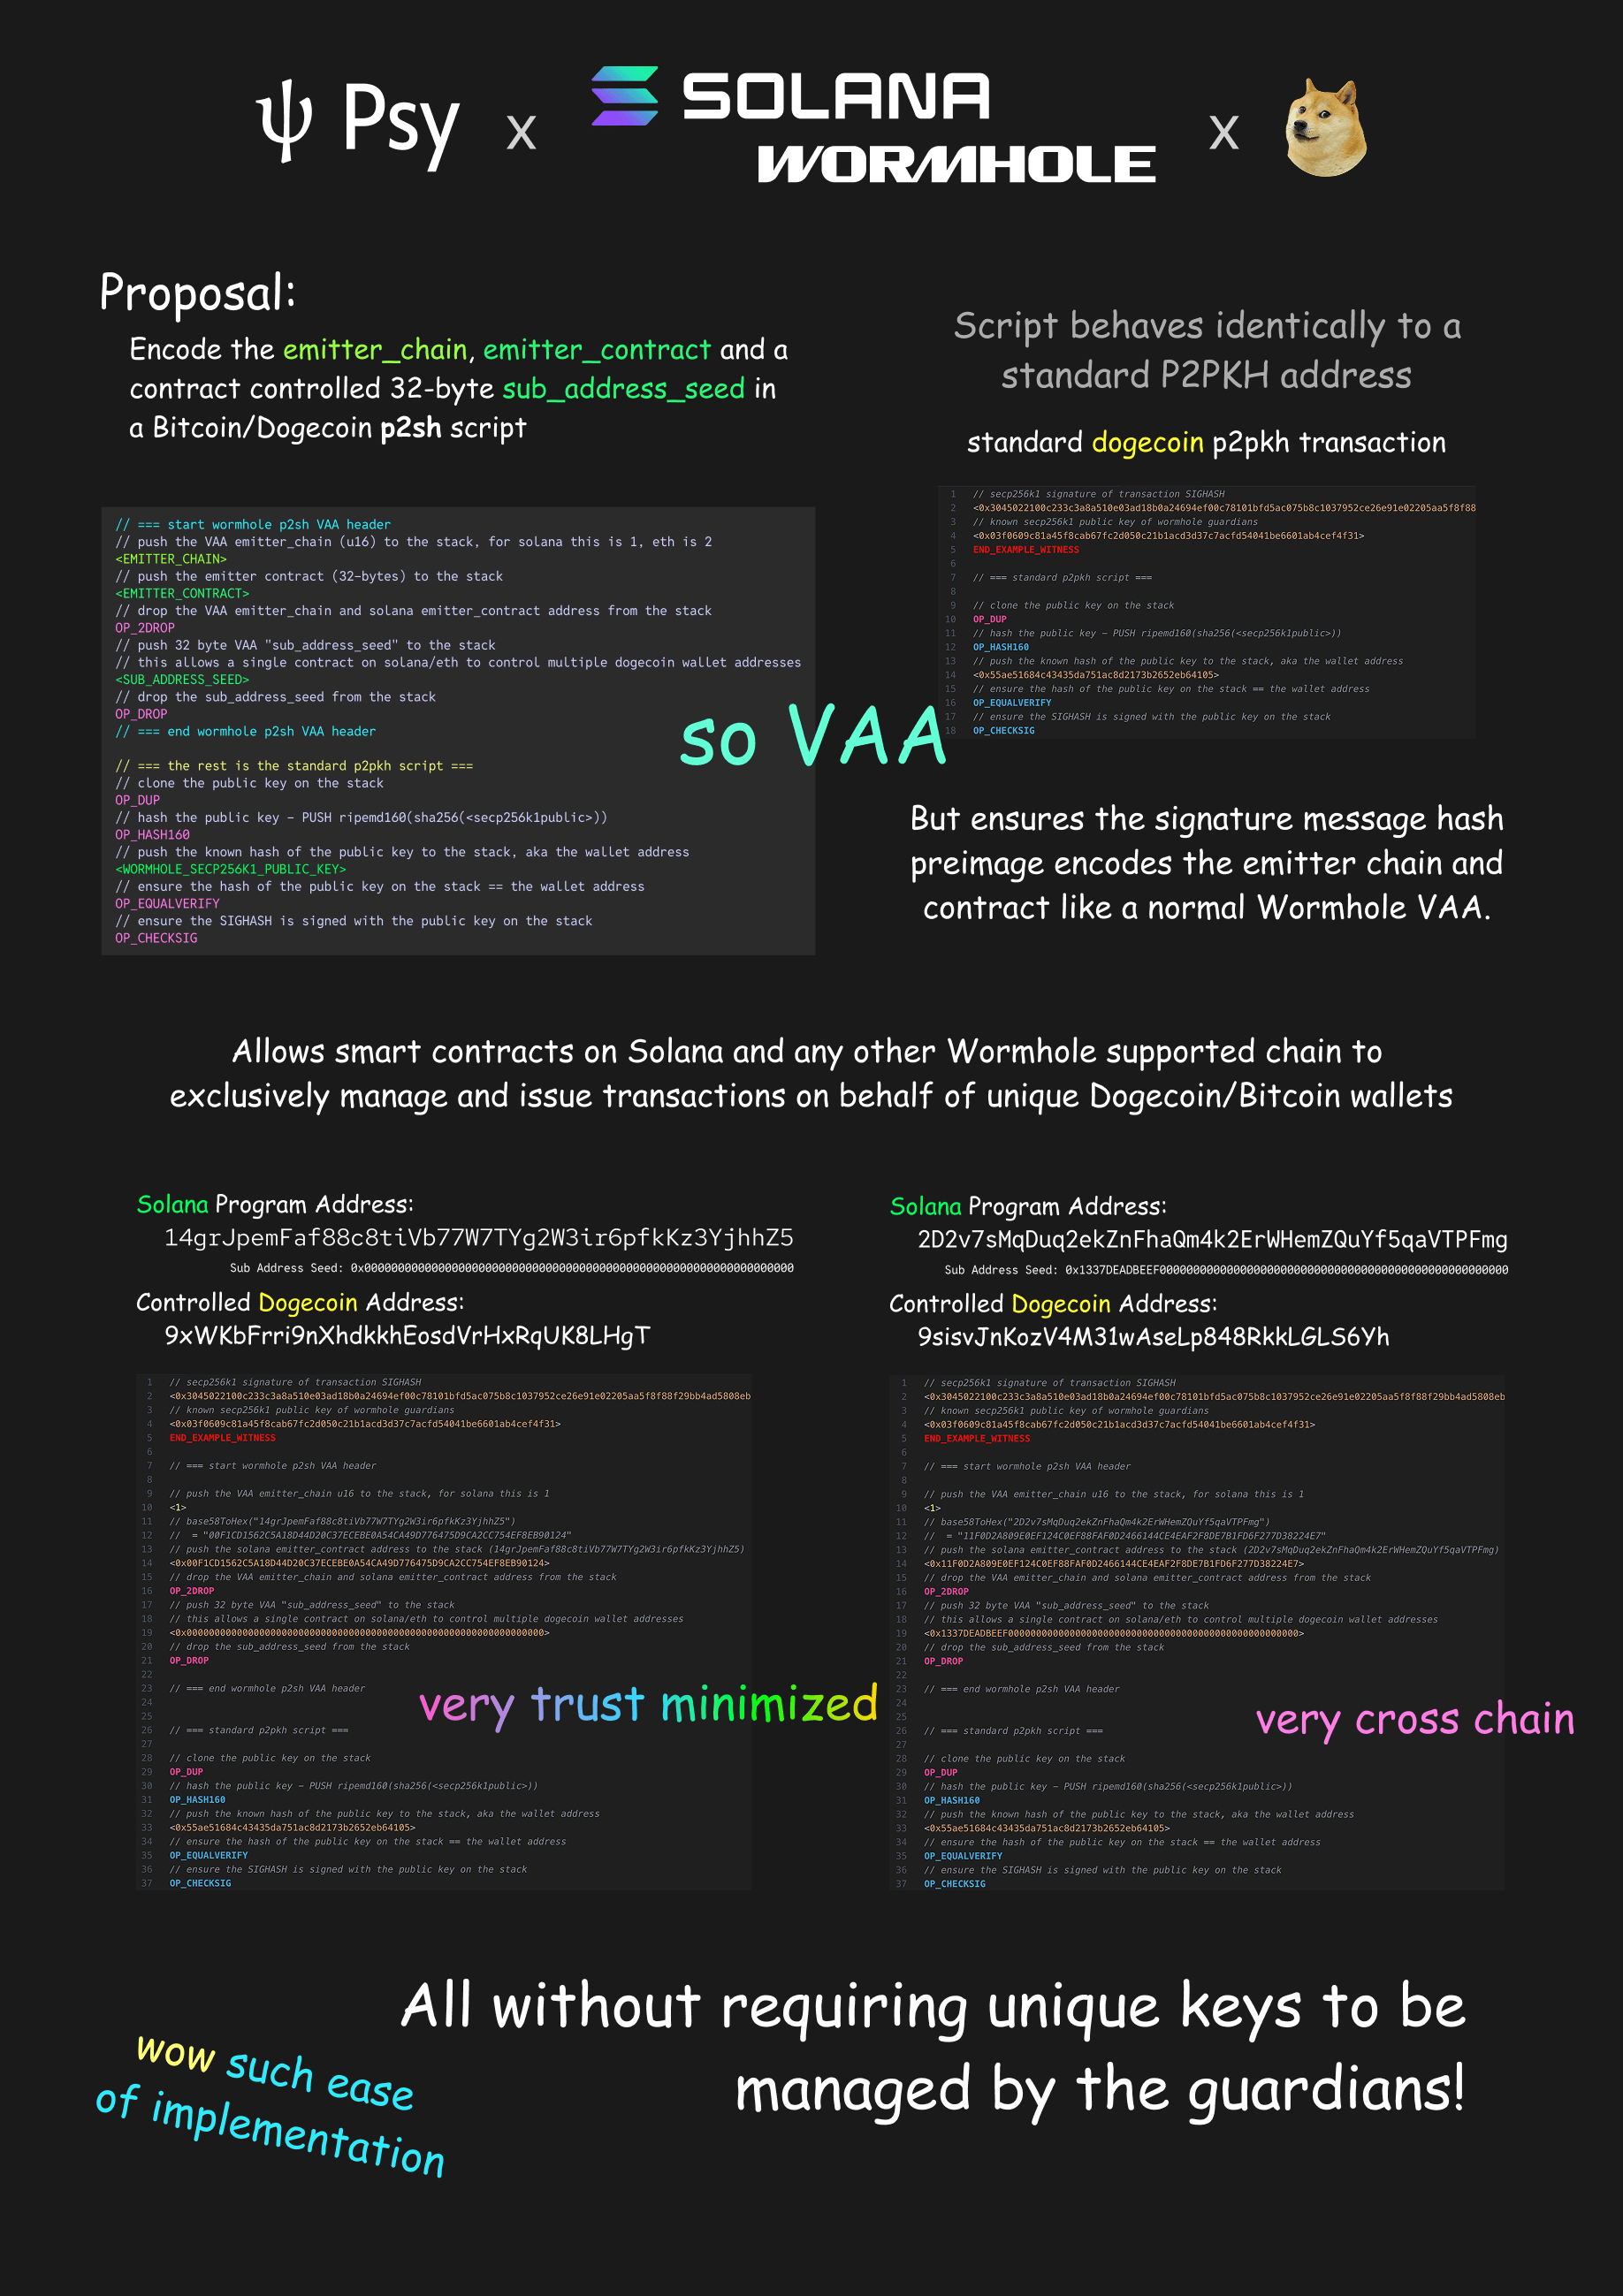 ψ Psy x SOLANA WORMHOLE x
Proposal:
Encode the emitter_chain, emitter_contract and a
contract controlled 32-byte sub_address_seed in
a Bitcoin/Dogecoin p2sh script
// === start wormhole p2sh VAA header
// push the VAA emitter_chain (u16) to the stack, for solana this is 1, eth is 2
<EMITTER_CHAIN>
// push the emitter contract (32-bytes) to the stack
<EMITTER_CONTRACT>
// drop the VAA emitter_chain and solana emitter_contract address from the stack
OP_2DROP
// push 32 byte VAA "sub_address_seed" to the stack
// this allows a single contract on solana/eth to control multiple dogecoin wallet addresses
<SUB_ADDRESS_SEED>
// drop the sub_address_seed from the stack
OP_DROP
// === end wormhole p2sh VAA header
// === the rest is the standard p2pkh script ===
// clone the public key on the stack
OP_DUP
// hash the public key - PUSH ripemd160(sha256(<secp256k1public>))
OP_HASH160
// push the known hash of the public key to the stack, aka the wallet address
<WORMHOLE_SECP256K1_PUBLIC_KEY>
// ensure the hash of the public key on the stack == the wallet address
OP_EQUALVERIFY
// ensure the SIGHASH is signed with the public key on the stack
OP_CHECKSIG
so VAA
Script behaves identically to a
standard P2PKH address
standard dogecoin p2pkh transaction
1 // secp256k1 signature of transaction SIGHASH
2 <0x3045022100c233c3a8a510e03ad18b0a24694ef00c78101bfd5ac075b8c1037952ce26e91e02205aa5f8f88
3 // known secp256k1 public key of wormhole guardians
4 <0x03f0609c81a45f8cab67fc2d050c21b1acd3d37c7acfd54041be6601ab4cef4f31>
5 END_EXAMPLE_WITNESS
6
7 // === standard p2pkh script ===
8
9 // clone the public key on the stack
10 OP_DUP
11 // hash the public key - PUSH ripemd160(sha256(<secp256k1public>))
12 OP_HASH160
13 // push the known hash of the public key to the stack, aka the wallet address
14 <0x55ae51684c43435da751ac8d2173b2652eb64105>
15 // ensure the hash of the public key on the stack == the wallet address
16 OP_EQUALVERIFY
17 // ensure the SIGHASH is signed with the public key on the stack
18 OP_CHECKSIG
But ensures the signature message hash
preimage encodes the emitter chain and
contract like a normal Wormhole VAA.
Allows smart contracts on Solana and any other Wormhole supported chain to
exclusively manage and issue transactions on behalf of unique Dogecoin/Bitcoin wallets
Solana Program Address:
14grJpemFaf88c8tiVb77W7TYg2W3ir6pfkKz3YjhhZ5
Sub Address Seed: 0x0000000000000000000000000000000000000000000000000000000000000000
Controlled Dogecoin Address:
9xWKbFrri9nXhdkkhEosdVrHxRqUK8LHgT
1 // secp256k1 signature of transaction SIGHASH
2 <0x3045022100c233c3a8a510e03ad18b0a24694ef00c78101bfd5ac075b8c1037952ce26e91e02205aa5f8f88f29bb4ad5808eb
3 // known secp256k1 public key of wormhole guardians
4 <0x03f0609c81a45f8cab67fc2d050c21b1acd3d37c7acfd54041be6601ab4cef4f31>
5 END_EXAMPLE_WITNESS
6
7 // === start wormhole p2sh VAA header
8
9 // push the VAA emitter_chain u16 to the stack, for solana this is 1
10 <1>
11 // base58ToHex("14grJpemFaf88c8tiVb77W7TYg2W3ir6pfkKz3YjhhZ5")
12 // = "00F1CD1562C5A18D44D20C37ECEBE0A54CA49D776475D9CA2CC754EF8EB90124"
13 // push the solana emitter_contract address to the stack (14grJpemFaf88c8tiVb77W7TYg2W3ir6pfkKz3YjhhZ5)
14 <0x00F1CD1562C5A18D44D20C37ECEBE0A54CA49D776475D9CA2CC754EF8EB90124>
15 // drop the VAA emitter_chain and solana emitter_contract address from the stack
16 OP_2DROP
17 // push 32 byte VAA "sub_address_seed" to the stack
18 // this allows a single contract on solana/eth to control multiple dogecoin wallet addresses
19 <0x0000000000000000000000000000000000000000000000000000000000000000>
20 // drop the sub_address_seed from the stack
21 OP_DROP
22
23 // === end wormhole p2sh VAA header
24
25
26 // === standard p2pkh script ===
27
28 // clone the public key on the stack
29 OP_DUP
30 // hash the public key - PUSH ripemd160(sha256(<secp256k1public>))
31 OP_HASH160
32 // push the known hash of the public key to the stack, aka the wallet address
33 <0x55ae51684c43435da751ac8d2173b2652eb64105>
34 // ensure the hash of the public key on the stack == the wallet address
35 OP_EQUALVERIFY
36 // ensure the SIGHASH is signed with the public key on the stack
37 OP_CHECKSIG
very trust minimized
Solana Program Address:
2D2v7sMqDuq2ekZnFhaQm4k2ErWHemZQuYf5qaVTPFmg
Sub Address Seed: 0x1337DEADBEEF0000000000000000000000000000000000000000000000000000
Controlled Dogecoin Address:
9sisvJnKozV4M31wAseLp848RkkLGLS6Yh
1 // secp256k1 signature of transaction SIGHASH
2 <0x3045022100c233c3a8a510e03ad18b0a24694ef00c78101bfd5ac075b8c1037952ce26e91e02205aa5f8f88f29bb4ad5808eb
3 // known secp256k1 public key of wormhole guardians
4 <0x03f0609c81a45f8cab67fc2d050c21b1acd3d37c7acfd54041be6601ab4cef4f31>
5 END_EXAMPLE_WITNESS
6
7 // === start wormhole p2sh VAA header
8
9 // push the VAA emitter_chain u16 to the stack, for solana this is 1
10 <1>
11 // base58ToHex("2D2v7sMqDuq2ekZnFhaQm4k2ErWHemZQuYf5qaVTPFmg")
12 // = "11F0D2A809E0EF124C0EF88FAF0D2466144CE4EAF2F8DE7B1FD6F277D38224E7"
13 // push the solana emitter_contract address to the stack (2D2v7sMqDuq2ekZnFhaQm4k2ErWHemZQuYf5qaVTPFmg)
14 <0x11F0D2A809E0EF124C0EF88FAF0D2466144CE4EAF2F8DE7B1FD6F277D38224E7>
15 // drop the VAA emitter_chain and solana emitter_contract address from the stack
16 OP_2DROP
17 // push 32 byte VAA "sub_address_seed" to the stack
18 // this allows a single contract on solana/eth to control multiple dogecoin wallet addresses
19 <0x1337DEADBEEF0000000000000000000000000000000000000000000000000000>
20 // drop the sub_address_seed from the stack
21 OP_DROP
22
23 // === end wormhole p2sh VAA header
24
25
26 // === standard p2pkh script ===
27
28 // clone the public key on the stack
29 OP_DUP
30 // hash the public key - PUSH ripemd160(sha256(<secp256k1public>))
31 OP_HASH160
32 // push the known hash of the public key to the stack, aka the wallet address
33 <0x55ae51684c43435da751ac8d2173b2652eb64105>
34 // ensure the hash of the public key on the stack == the wallet address
35 OP_EQUALVERIFY
36 // ensure the SIGHASH is signed with the public key on the stack
37 OP_CHECKSIG
very cross chain
All without requiring unique keys to be
managed by the guardians!
wow such ease
of implementation